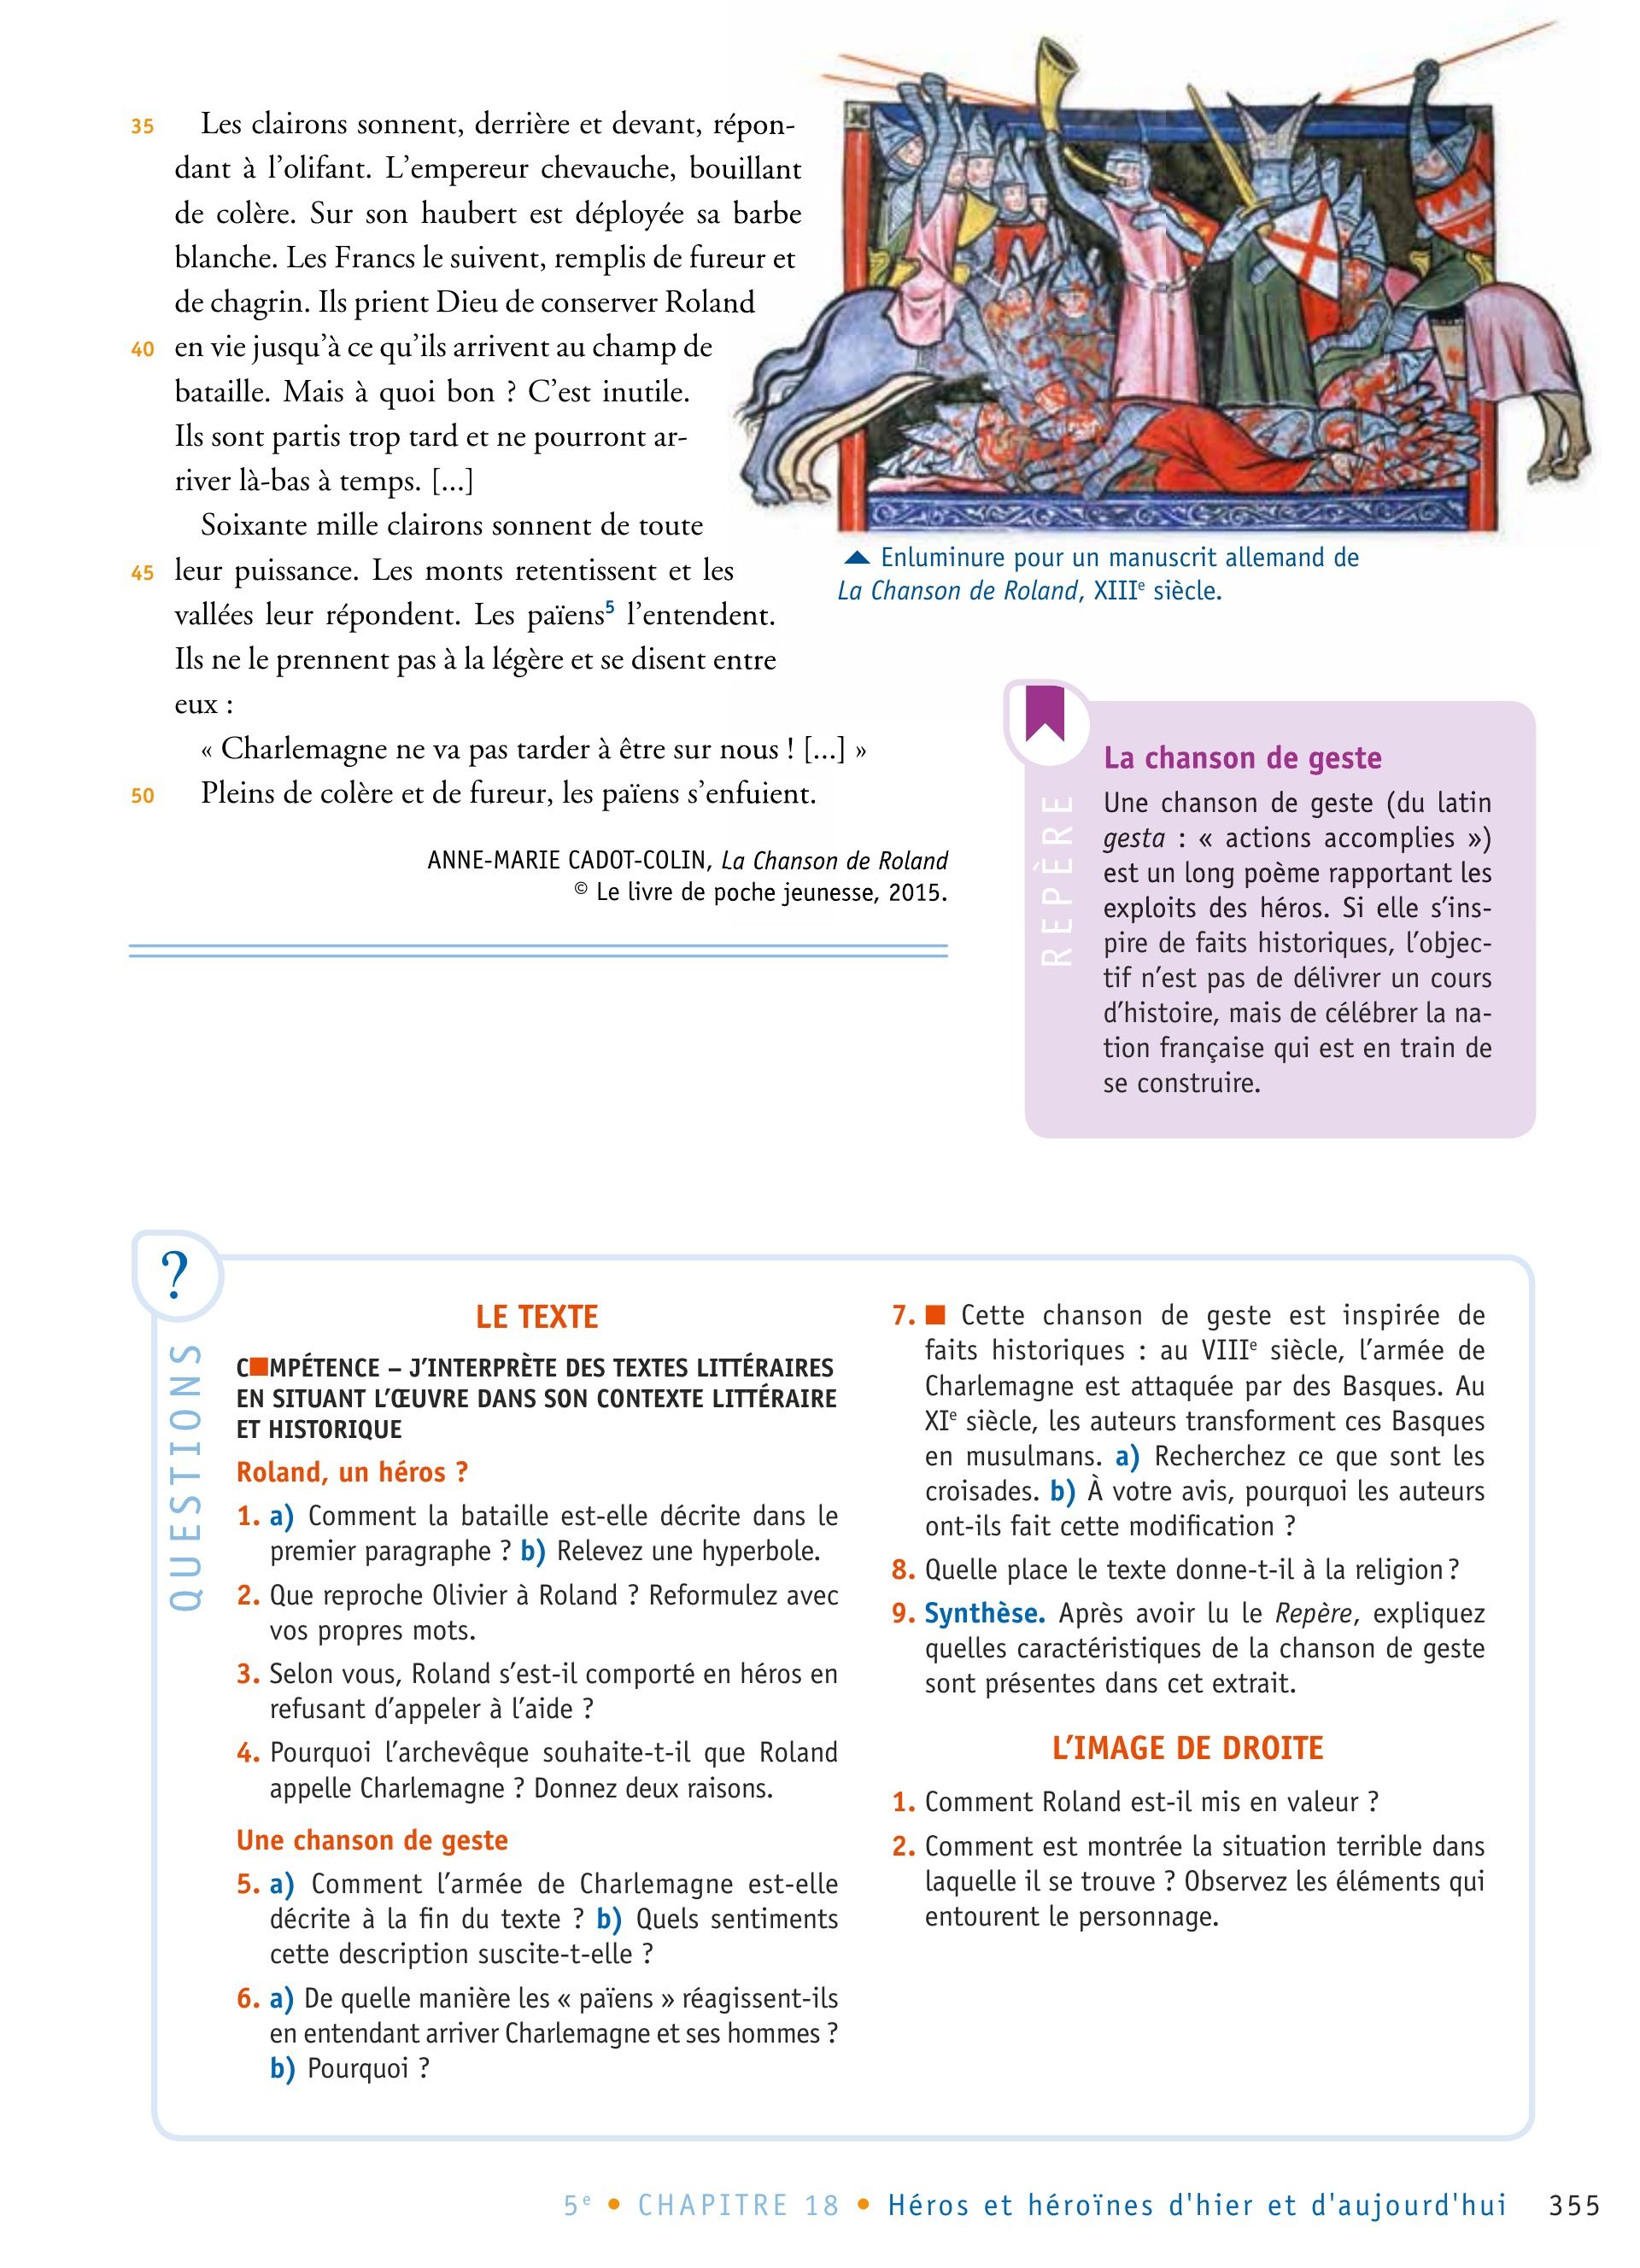 35 Les clairons sonnent, derrière et devant, répon-
dant à l’olifant. L’empereur chevauche, bouillant
de colère. Sur son haubert est déployée sa barbe
blanche. Les Francs le suivent, remplis de fureur et
de chagrin. Ils prient Dieu de conserver Roland
40 en vie jusqu’à ce qu’ils arrivent au champ de
bataille. Mais à quoi bon ? C’est inutile.
Ils sont partis trop tard et ne pourront ar-
river là-bas à temps. [...]
Soixante mille clairons sonnent de toute
45 leur puissance. Les monts retentissent et les
vallées leur répondent. Les païens5 l’entendent.
Ils ne le prennent pas à la légère et se disent entre
eux :
« Charlemagne ne va pas tarder à être sur nous ! [...] »
50 Pleins de colère et de fureur, les païens s’enfuient.
ANNE-MARIE CADOT-COLIN, La Chanson de Roland
© Le livre de poche jeunesse, 2015.
▲ Enluminure pour un manuscrit allemand de
La Chanson de Roland, XIIIe siècle.
REPÈRE
La chanson de geste
Une chanson de geste (du latin
gesta : « actions accomplies »)
est un long poème rapportant les
exploits des héros. Si elle s’ins-
pire de faits historiques, l’objec-
tif n’est pas de délivrer un cours
d’histoire, mais de célébrer la na-
tion française qui est en train de
se construire.
?
QUESTIONS
LE TEXTE
C■MPÉTENCE – J’INTERPRÈTE DES TEXTES LITTÉRAIRES
EN SITUANT L’ŒUVRE DANS SON CONTEXTE LITTÉRAIRE
ET HISTORIQUE
Roland, un héros ?
1. a) Comment la bataille est-elle décrite dans le
premier paragraphe ? b) Relevez une hyperbole.
2. Que reproche Olivier à Roland ? Reformulez avec
vos propres mots.
3. Selon vous, Roland s’est-il comporté en héros en
refusant d’appeler à l’aide ?
4. Pourquoi l’archevêque souhaite-t-il que Roland
appelle Charlemagne ? Donnez deux raisons.
Une chanson de geste
5. a) Comment l’armée de Charlemagne est-elle
décrite à la fin du texte ? b) Quels sentiments
cette description suscite-t-elle ?
6. a) De quelle manière les « païens » réagissent-ils
en entendant arriver Charlemagne et ses hommes ?
b) Pourquoi ?
7. ■ Cette chanson de geste est inspirée de
faits historiques : au VIIIe siècle, l’armée de
Charlemagne est attaquée par des Basques. Au
XIe siècle, les auteurs transforment ces Basques
en musulmans. a) Recherchez ce que sont les
croisades. b) À votre avis, pourquoi les auteurs
ont-ils fait cette modification ?
8. Quelle place le texte donne-t-il à la religion ?
9. Synthèse. Après avoir lu le Repère, expliquez
quelles caractéristiques de la chanson de geste
sont présentes dans cet extrait.
L’IMAGE DE DROITE
1. Comment Roland est-il mis en valeur ?
2. Comment est montrée la situation terrible dans
laquelle il se trouve ? Observez les éléments qui
entourent le personnage.
5e • CHAPITRE 18 • Héros et héroïnes d'hier et d'aujourd'hui 355